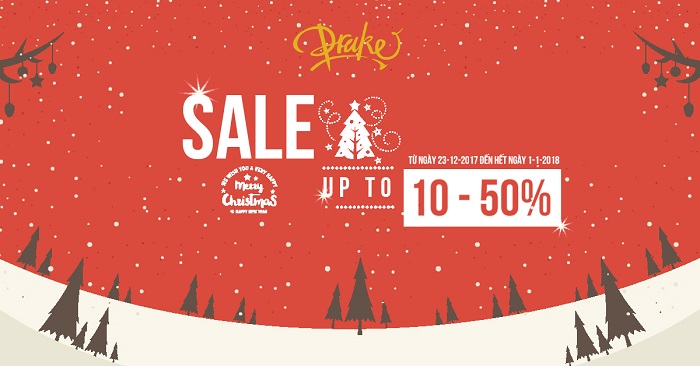 Drake
SALE
TỪ NGÀY 23-12-2017 ĐẾN HẾT NGÀY 1-1-2018
UP TO
10 - 50%
WE WISH YOU A VERY HAPPY
Merry
Christmas
& HAPPY NEW YEAR